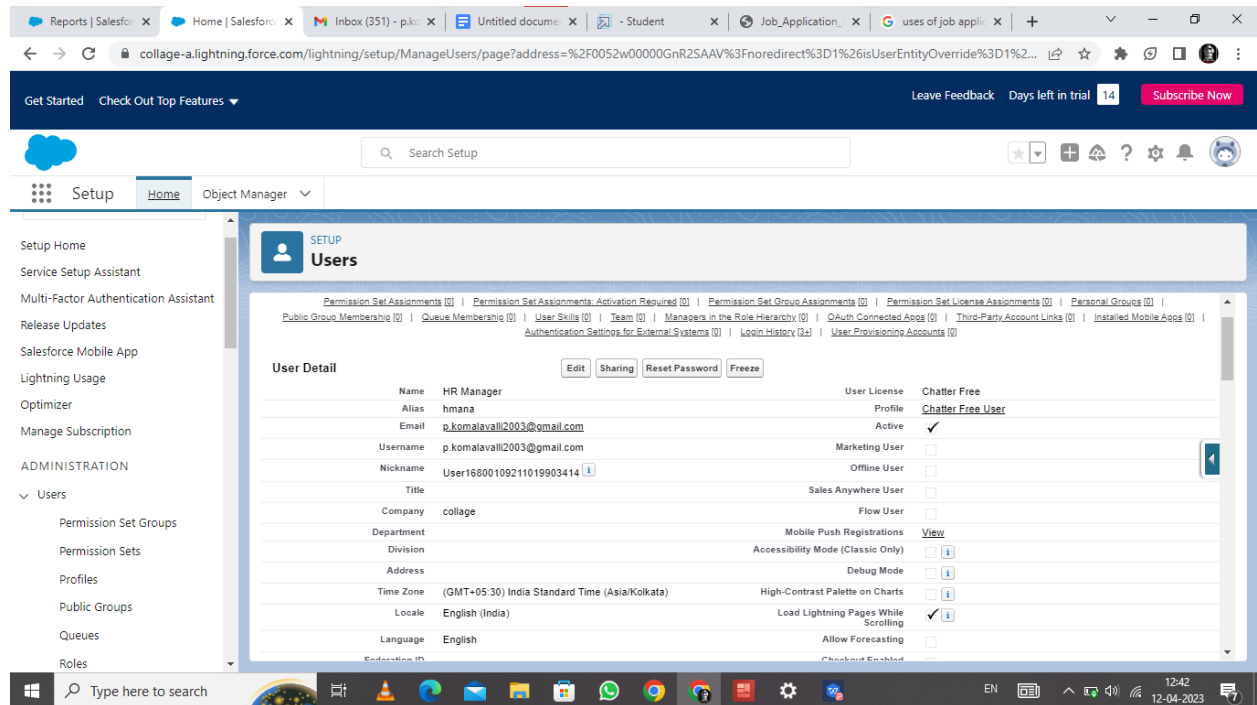 Reports | Salesfor
Home | Salesforc
Inbox (351) - p.ko
Untitled documen
- Student
Job_Application_
G uses of job applic
collage-a.lightning.force.com/lightning/setup/ManageUsers/page?address=%2F0052w00000GnR2SAAV%3Fnoredirect%3D1%26isUserEntityOverride%3D1%2...
Get Started Check Out Top Features
Leave Feedback Days left in trial 14 Subscribe Now
Search Setup
Setup Home Object Manager
Setup Home
Service Setup Assistant
Multi-Factor Authentication Assistant
Release Updates
Salesforce Mobile App
Lightning Usage
Optimizer
Manage Subscription
ADMINISTRATION
Users
Permission Set Groups
Permission Sets
Profiles
Public Groups
Queues
Roles
SETUP
Users
Permission Set Assignments [0] | Permission Set Assignments: Activation Required [0] | Permission Set Group Assignments [0] | Permission Set License Assignments [0] | Personal Groups [0] |
Public Group Membership [0] | Queue Membership [0] | User Skills [0] | Team [0] | Managers in the Role Hierarchy [0] | OAuth Connected Apps [0] | Third-Party Account Links [0] | Installed Mobile Apps [0] |
Authentication Settings for External Systems [0] | Login History [3+] | User Provisioning Accounts [0]
User Detail Edit Sharing Reset Password Freeze
Name HR Manager User License Chatter Free
Alias hmana Profile Chatter Free User
Email p.komalavalli2003@gmail.com Active
Username p.komalavalli2003@gmail.com Marketing User
Nickname User16800109211019903414 i Offline User
Title Sales Anywhere User
Company collage Flow User
Department Mobile Push Registrations View
Division Accessibility Mode (Classic Only) i
Address Debug Mode i
Time Zone (GMT+05:30) India Standard Time (Asia/Kolkata) High-Contrast Palette on Charts i
Locale English (India) Load Lightning Pages While Scrolling i
Language English Allow Forecasting
Federation ID Checkout Enabled
Type here to search
EN
12:42
12-04-2023
7